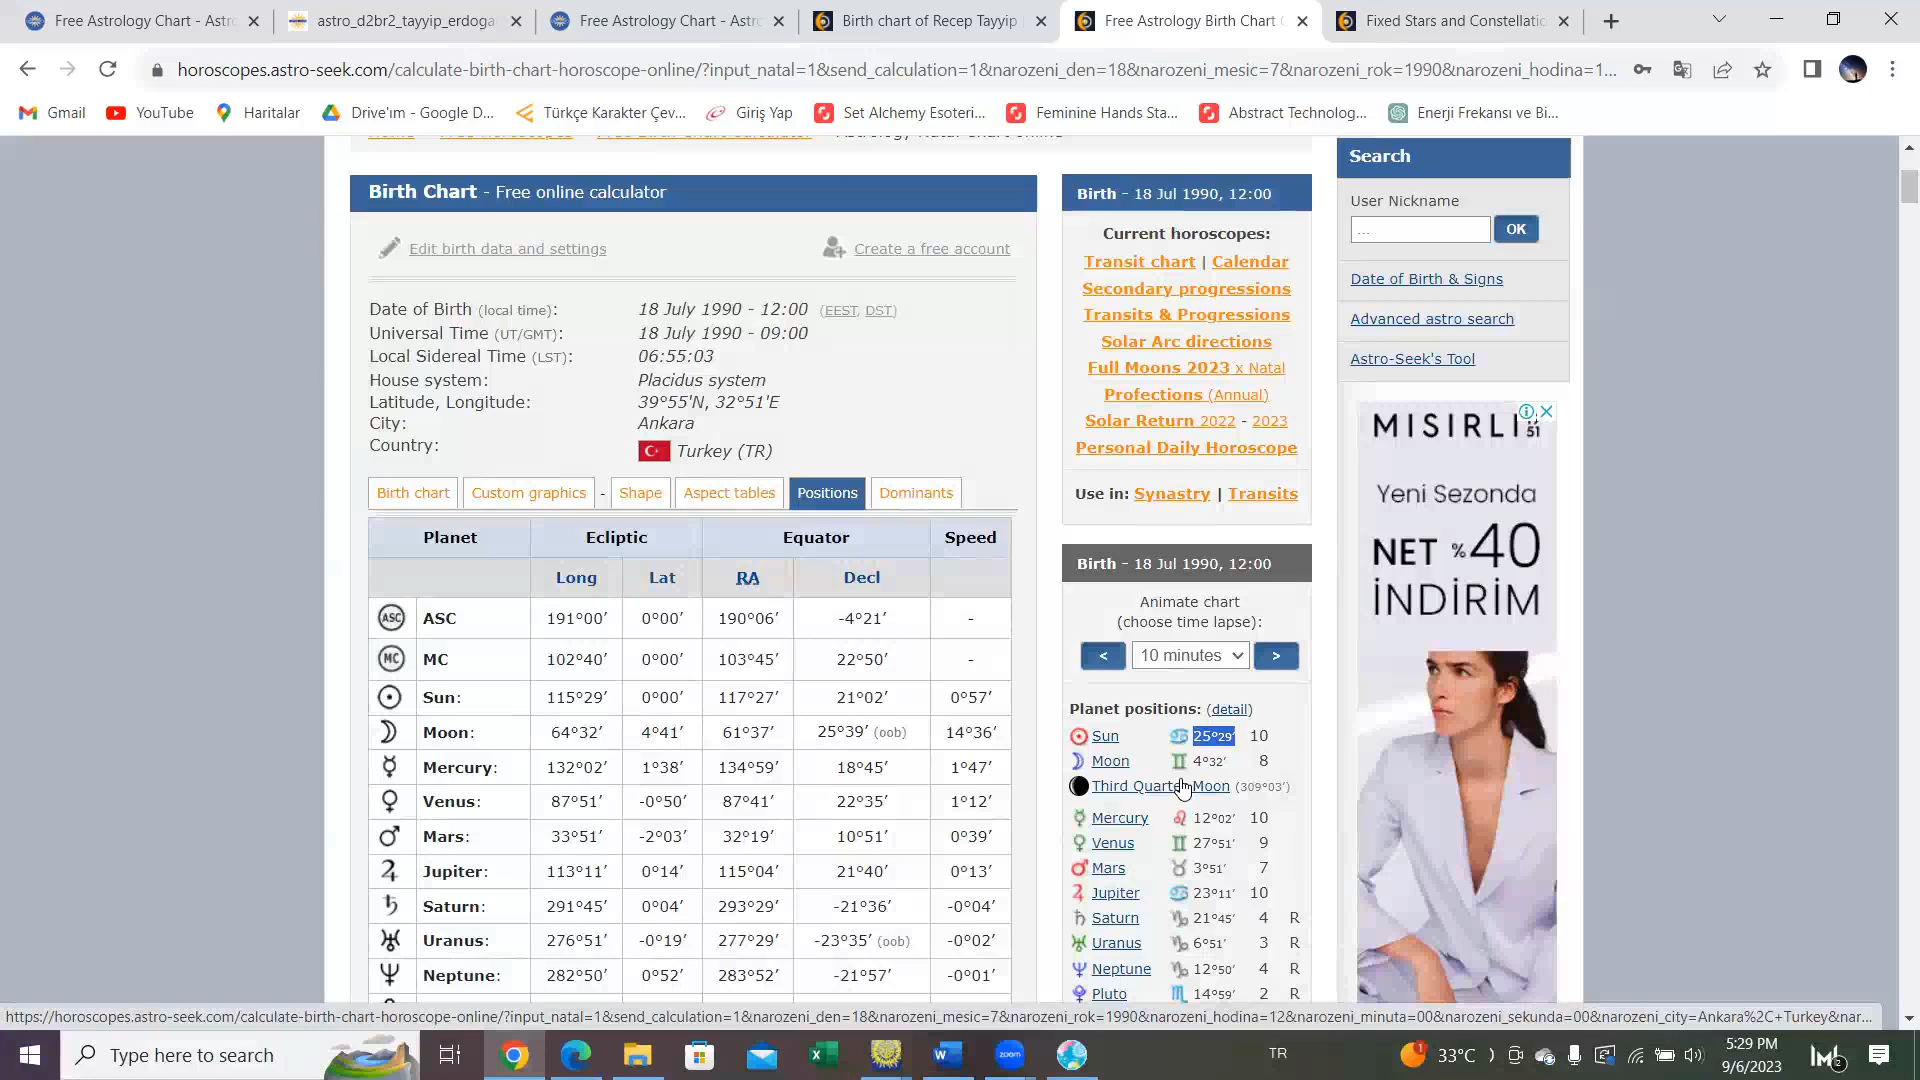 Free Astrology Chart - Astr
astro_d2br2_tayyip_erdoga
Free Astrology Chart - Astr
Birth chart of Recep Tayyip
Free Astrology Birth Chart C
Fixed Stars and Constellatio
horoscopes.astro-seek.com/calculate-birth-chart-horoscope-online/?input_natal=1&send_calculation=1&narozeni_den=18&narozeni_mesic=7&narozeni_rok=1990&narozeni_hodina=1...
Gmail
YouTube
Haritalar
Drive'ım - Google D...
Türkçe Karakter Çev...
Giriş Yap
Set Alchemy Esoteri...
Feminine Hands Sta...
Abstract Technolog...
Enerji Frekansı ve Bi...
Birth Chart - Free online calculator
Edit birth data and settings
Create a free account
Date of Birth (local time): 18 July 1990 - 12:00 (EEST, DST)
Universal Time (UT/GMT): 18 July 1990 - 09:00
Local Sidereal Time (LST): 06:55:03
House system: Placidus system
Latitude, Longitude: 39°55'N, 32°51'E
City: Ankara
Country: Turkey (TR)
Birth chart
Custom graphics
-
Shape
Aspect tables
Positions
Dominants
Planet Ecliptic Equator Speed
Long Lat RA Decl
ASC ASC 191°00' 0°00' 190°06' -4°21' -
MC MC 102°40' 0°00' 103°45' 22°50' -
Sun: 115°29' 0°00' 117°27' 21°02' 0°57'
Moon: 64°32' 4°41' 61°37' 25°39' (oob) 14°36'
Mercury: 132°02' 1°38' 134°59' 18°45' 1°47'
Venus: 87°51' -0°50' 87°41' 22°35' 1°12'
Mars: 33°51' -2°03' 32°19' 10°51' 0°39'
Jupiter: 113°11' 0°14' 115°04' 21°40' 0°13'
Saturn: 291°45' 0°04' 293°29' -21°36' -0°04'
Uranus: 276°51' -0°19' 277°29' -23°35' (oob) -0°02'
Neptune: 282°50' 0°52' 283°52' -21°57' -0°01'
Birth - 18 Jul 1990, 12:00
Current horoscopes:
Transit chart | Calendar
Secondary progressions
Transits & Progressions
Solar Arc directions
Full Moons 2023 x Natal
Profections (Annual)
Solar Return 2022 - 2023
Personal Daily Horoscope
Use in: Synastry | Transits
Birth - 18 Jul 1990, 12:00
Animate chart
(choose time lapse):
< 10 minutes >
Planet positions: (detail)
Sun 25°29' 10
Moon 4°32' 8
Third Quarter Moon (309°03')
Mercury 12°02' 10
Venus 27°51' 9
Mars 3°51' 7
Jupiter 23°11' 10
Saturn 21°45' 4 R
Uranus 6°51' 3 R
Neptune 12°50' 4 R
Pluto 14°59' 2 R
Search
User Nickname
...
OK
Date of Birth & Signs
Advanced astro search
Astro-Seek's Tool
MISIRLI
51
Yeni Sezonda
NET %40
İNDİRİM
https://horoscopes.astro-seek.com/calculate-birth-chart-horoscope-online/?input_natal=1&send_calculation=1&narozeni_den=18&narozeni_mesic=7&narozeni_rok=1990&narozeni_hodina=12&narozeni_minuta=00&narozeni_sekunda=00&narozeni_city=Ankara%2C+Turkey&nar...
Type here to search
zoom
TR
33°C
5:29 PM
9/6/2023
2